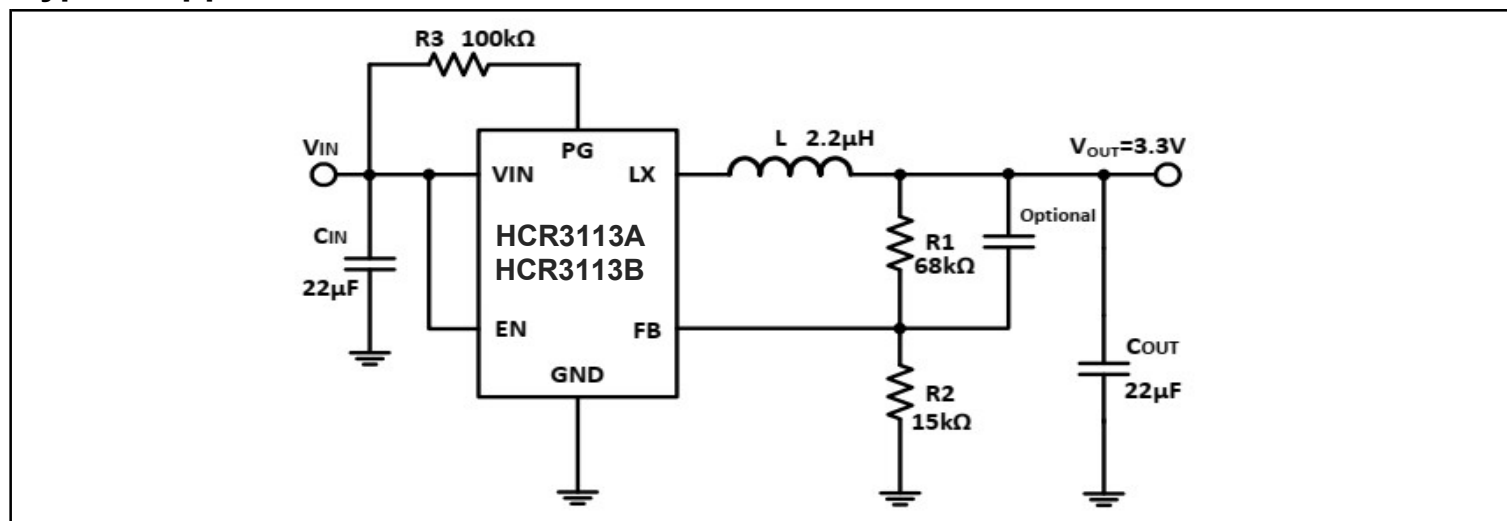 R3 100kΩ
VIN
PG
VIN
LX
L 2.2µH
VOUT=3.3V
CIN
22µF
HCR3113A
HCR3113B
Optional
R1
68kΩ
EN
FB
GND
R2
15kΩ
COUT
22µF